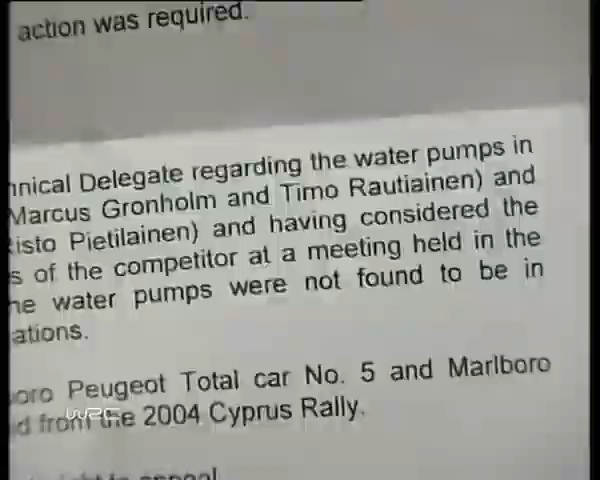 action was required.
Delegate regarding the water pumps in
Marcus Gronholm and Timo Rautiainen) and
Pietilainen) and having considered the
s of the competitor at a meeting held in the
water pumps were not found to be in
ations.
oro Peugeot Total car No. 5 and Marlboro
d from the 2004 Cyprus Rally.
to appeal